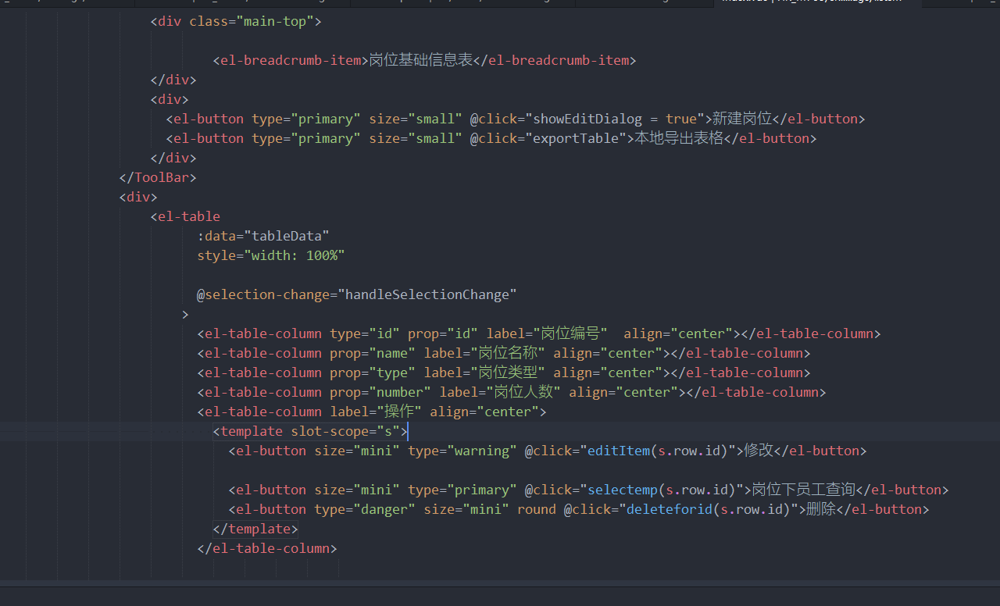 <div class="main-top">
<el-breadcrumb-item>岗位基础信息表</el-breadcrumb-item>
</div>
<div>
<el-button type="primary" size="small" @click="showEditDialog = true">新建岗位</el-button>
<el-button type="primary" size="small" @click="exportTable">本地导出表格</el-button>
</div>
</ToolBar>
<div>
<el-table
:data="tableData"
style="width: 100%"
@selection-change="handleSelectionChange"
>
<el-table-column type="id" prop="id" label="岗位编号"  align="center"></el-table-column>
<el-table-column prop="name" label="岗位名称" align="center"></el-table-column>
<el-table-column prop="type" label="岗位类型" align="center"></el-table-column>
<el-table-column prop="number" label="岗位人数" align="center"></el-table-column>
<el-table-column label="操作" align="center">
<template slot-scope="s">
<el-button size="mini" type="warning" @click="editItem(s.row.id)">修改</el-button>
<el-button size="mini" type="primary" @click="selectemp(s.row.id)">岗位下员工查询</el-button>
<el-button type="danger" size="mini" round @click="deleteforid(s.row.id)">删除</el-button>
</template>
</el-table-column>